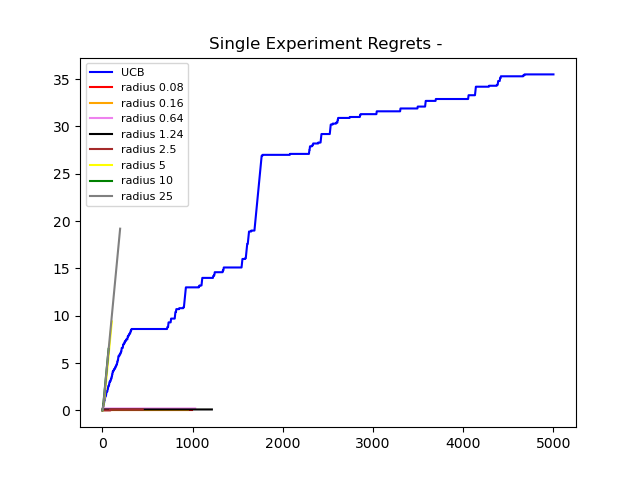 Single Experiment Regrets -
UCB
radius 0.08
radius 0.16
radius 0.64
radius 1.24
radius 2.5
radius 5
radius 10
radius 25
35
30
25
20
15
10
5
0
0 1000 2000 3000 4000 5000